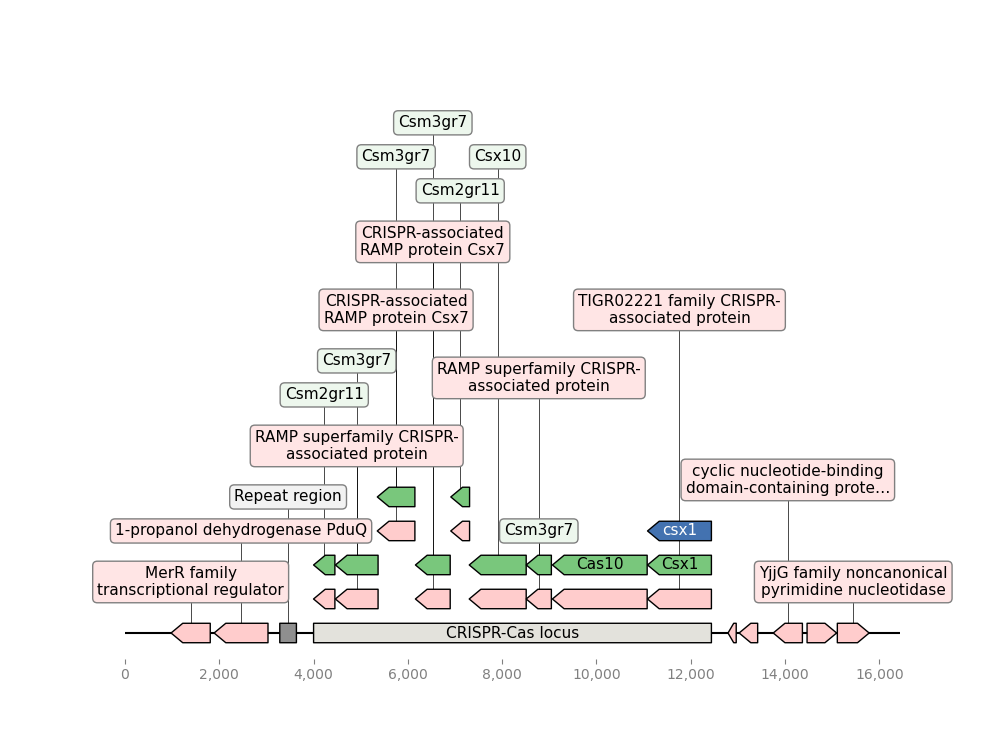 Csm3gr7
Csm3gr7
Csx10
Csm2gr11
CRISPR-associated
RAMP protein Csx7
CRISPR-associated
RAMP protein Csx7
TIGR02221 family CRISPR-
associated protein
Csm3gr7
RAMP superfamily CRISPR-
associated protein
Csm2gr11
RAMP superfamily CRISPR-
associated protein
cyclic nucleotide-binding
domain-containing prote…
Repeat region
1-propanol dehydrogenase PduQ
Csm3gr7
csx1
Cas10
Csx1
MerR family
transcriptional regulator
YjjG family noncanonical
pyrimidine nucleotidase
CRISPR-Cas locus
0
2,000
4,000
6,000
8,000
10,000
12,000
14,000
16,000